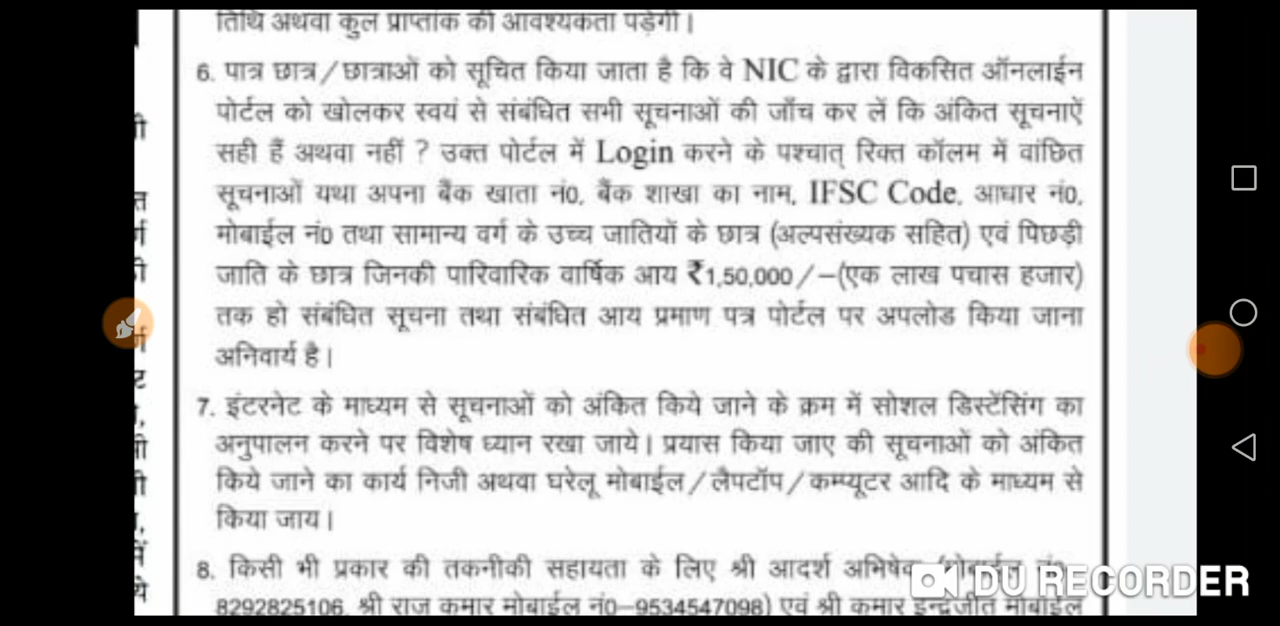 तिथि अथवा कुल प्राप्तांक की आवश्यकता पड़ेगी।
6. पात्र छात्र/छात्राओं को सूचित किया जाता है कि वे NIC के द्वारा विकसित ऑनलाईन
पोर्टल को खोलकर स्वयं से संबंधित सभी सूचनाओं की जाँच कर लें कि अंकित सूचनाऐं
सही हैं अथवा नहीं ? उक्त पोर्टल में Login करने के पश्चात् रिक्त कॉलम में वांछित
सूचनाओं यथा अपना बैंक खाता नं0, बैंक शाखा का नाम, IFSC Code, आधार नं0,
मोबाईल नं0 तथा सामान्य वर्ग के उच्च जातियों के छात्र (अल्पसंख्यक सहित) एवं पिछड़ी
जाति के छात्र जिनकी पारिवारिक वार्षिक आय ₹1,50,000/–(एक लाख पचास हजार)
तक हो संबंधित सूचना तथा संबंधित आय प्रमाण पत्र पोर्टल पर अपलोड किया जाना
अनिवार्य है।
7. इंटरनेट के माध्यम से सूचनाओं को अंकित किये जाने के क्रम में सोशल डिस्टेंसिंग का
अनुपालन करने पर विशेष ध्यान रखा जाये। प्रयास किया जाए की सूचनाओं को अंकित
किये जाने का कार्य निजी अथवा घरेलू मोबाईल/लैपटॉप/कम्प्यूटर आदि के माध्यम से
किया जाय।
8. किसी भी प्रकार की तकनीकी सहायता के लिए श्री आदर्श अभिषेक (मोबाईल नं0–
8292825106, श्री राज कुमार मोबाईल नं0–9534547098) एवं श्री कुमार इन्द्रजीत मोबाईल
DU RECORDER